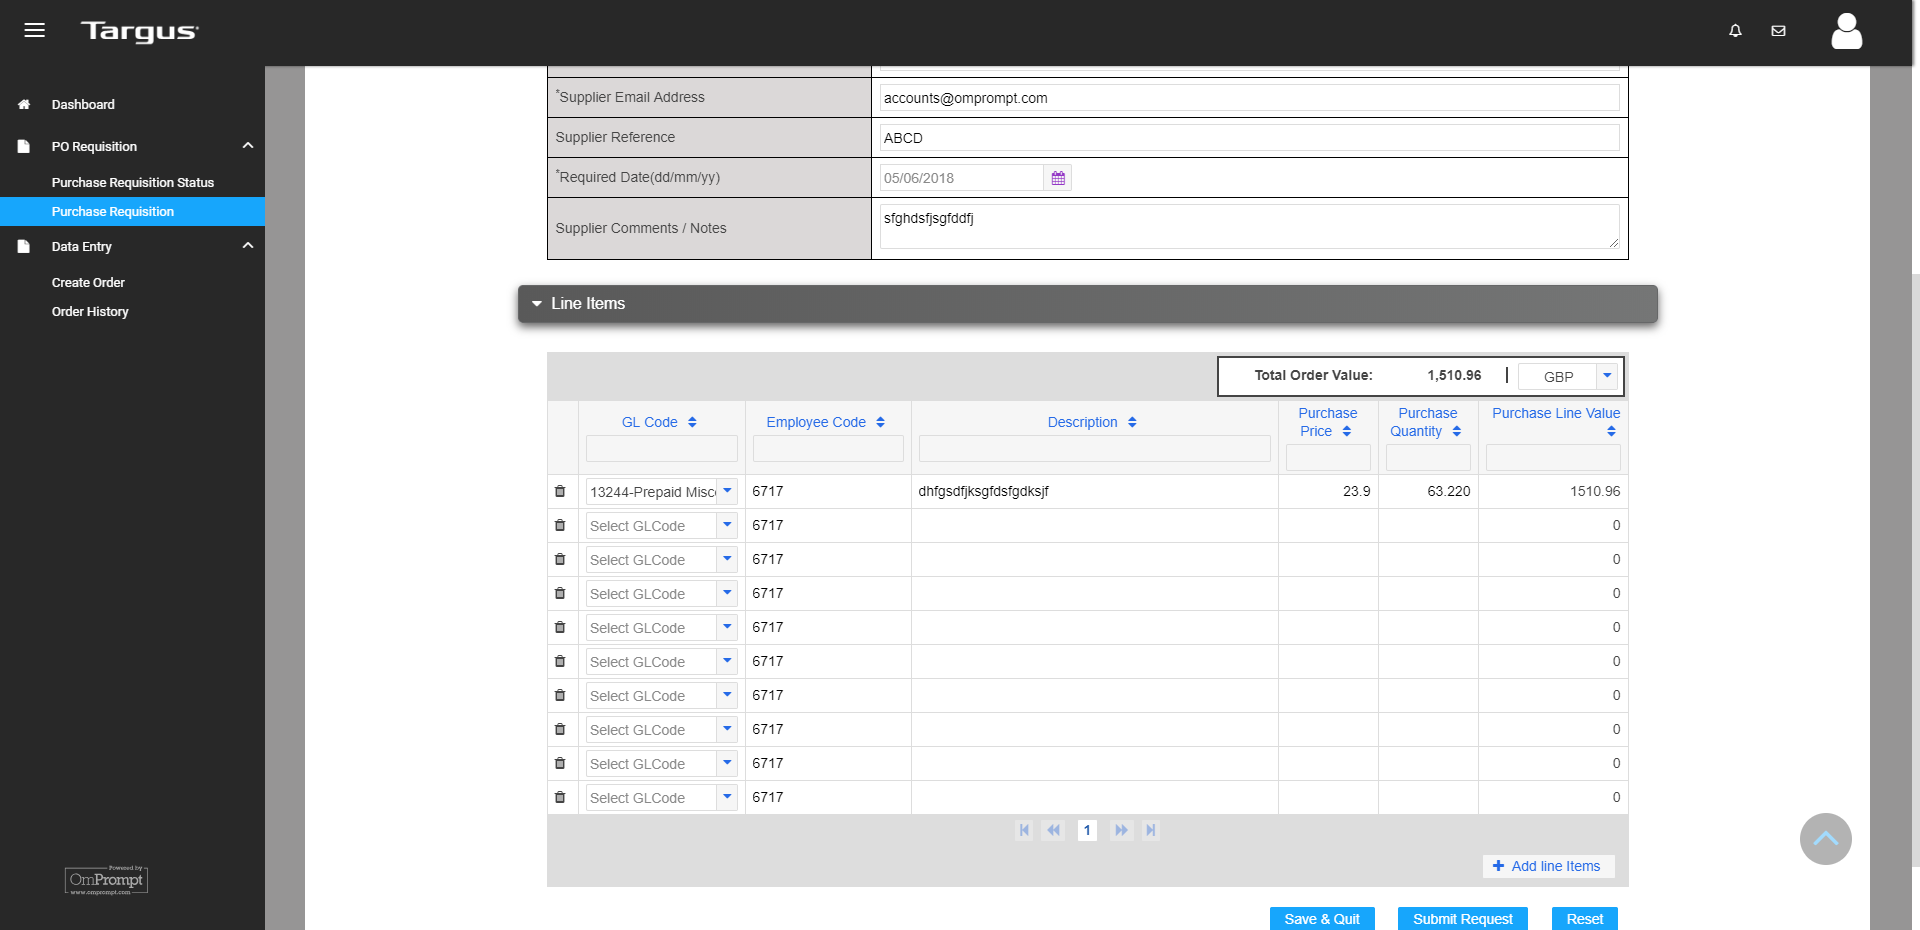 Targus
Dashboard
PO Requisition
Purchase Requisition Status
Purchase Requisition
Data Entry
Create Order
Order History
Powered by
OmPrompt
www.omprompt.com
*Supplier Email Address accounts@omprompt.com
Supplier Reference ABCD
*Required Date(dd/mm/yy) 05/06/2018
Supplier Comments / Notes sfghdsfjsgfddfj
Line Items
Total Order Value: 1,510.96 | GBP
GL Code Employee Code Description Purchase Price Purchase Quantity Purchase Line Value
13244-Prepaid Misc 6717 dhfgsdfjksgfdsfgdksjf 23.9 63.220 1510.96
Select GLCode 6717 0
Select GLCode 6717 0
Select GLCode 6717 0
Select GLCode 6717 0
Select GLCode 6717 0
Select GLCode 6717 0
Select GLCode 6717 0
Select GLCode 6717 0
Select GLCode 6717 0
1
Add line Items
Save & Quit Submit Request Reset